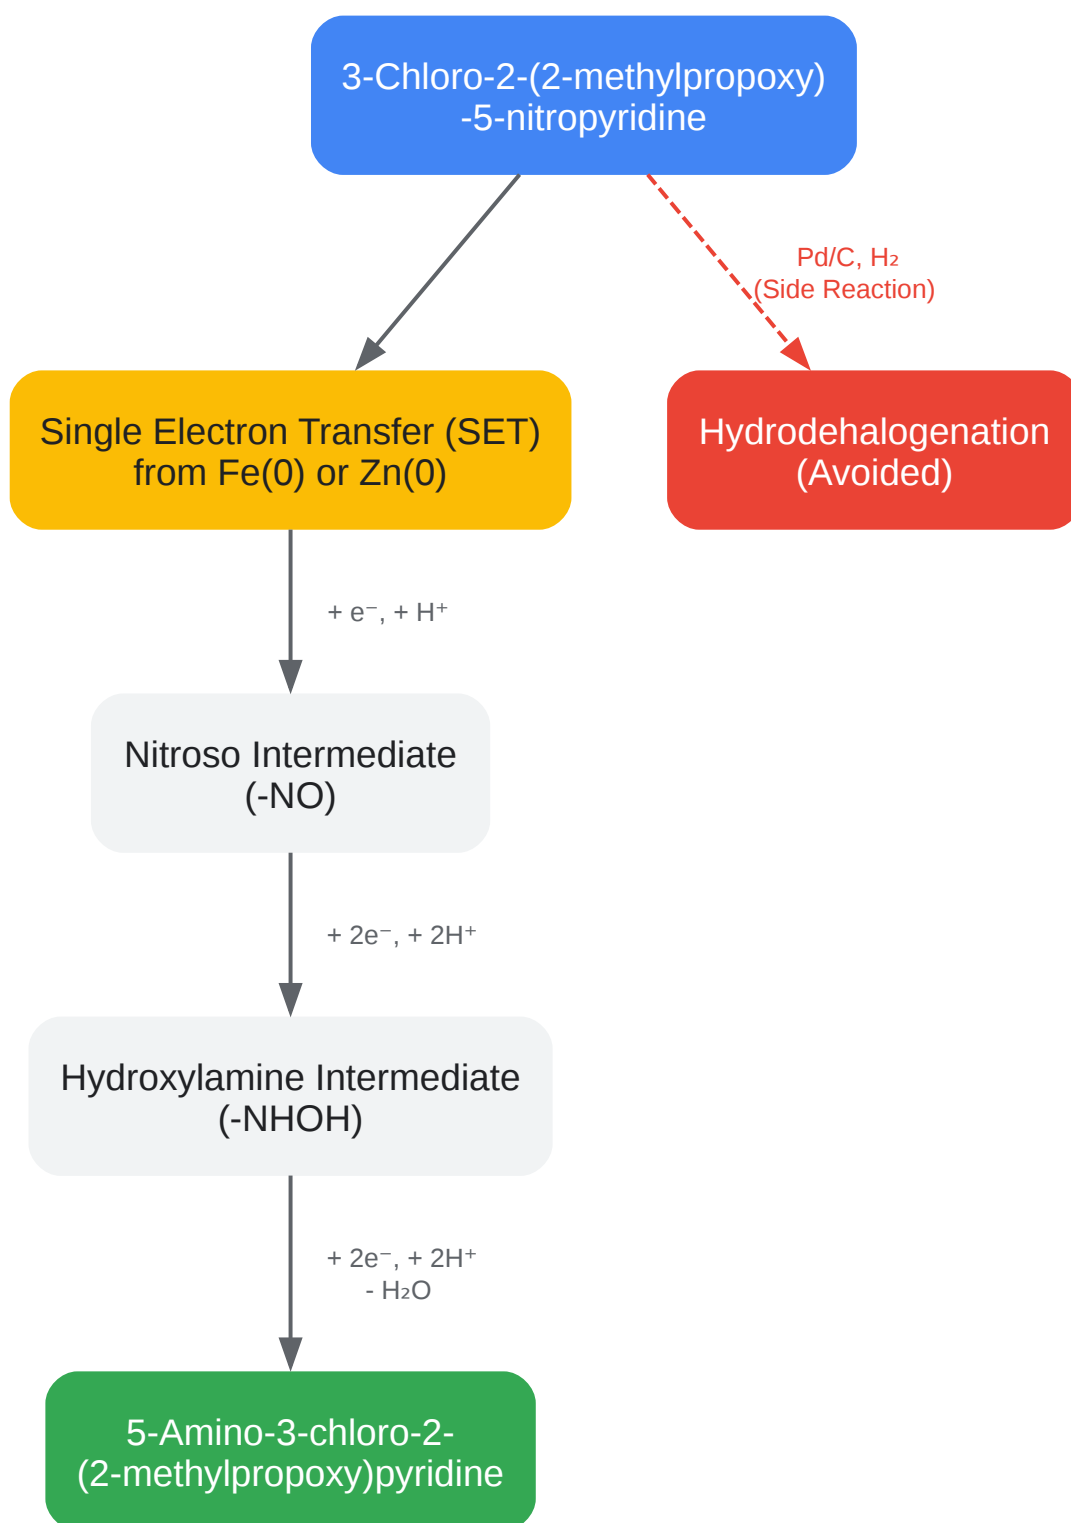 3-Chloro-2-(2-methylpropoxy)
-5-nitropyridine
Pd/C, H₂
(Side Reaction)
Single Electron Transfer (SET)
from Fe(0) or Zn(0)
Hydrodehalogenation
(Avoided)
+ e⁻, + H⁺
Nitroso Intermediate
(-NO)
+ 2e⁻, + 2H⁺
Hydroxylamine Intermediate
(-NHOH)
+ 2e⁻, + 2H⁺
- H₂O
5-Amino-3-chloro-2-
(2-methylpropoxy)pyridine